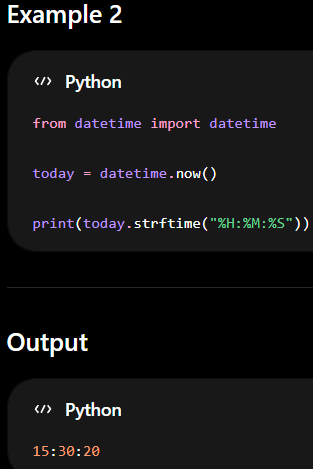 Example 2
Python
from datetime import datetime
today = datetime.now()
print(today.strftime("%H:%M:%S"))
Output
Python
15:30:20